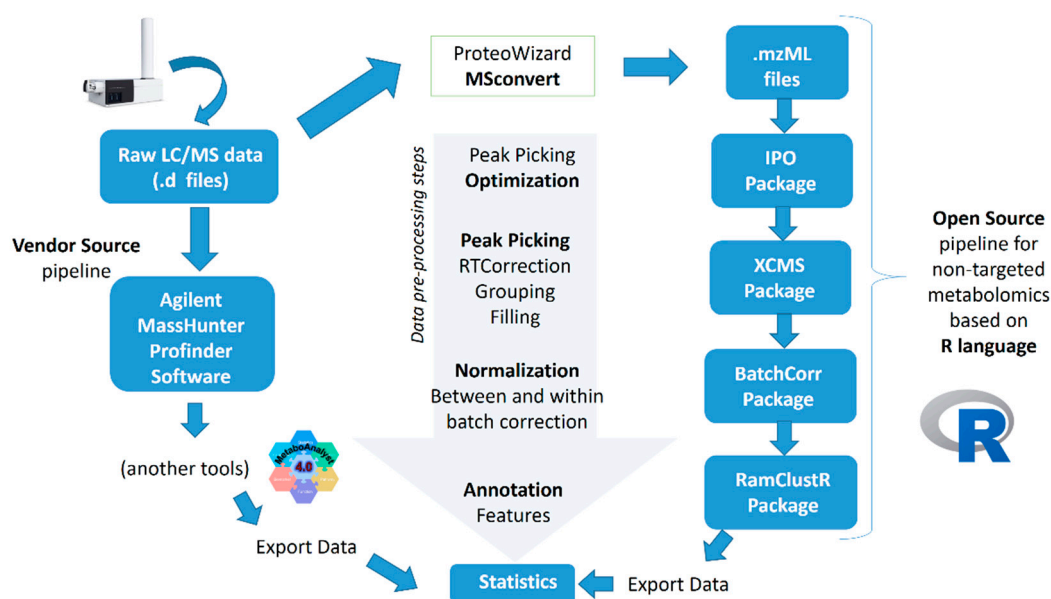 ProteoWizard
MSconvert
.mzML
files
Raw LC/MS data
(.d files)
Data pre-processing steps
Peak Picking
Optimization
IPO
Package
Vendor Source
pipeline
Peak Picking
RTCorrection
Grouping
Filling
XCMS
Package
Open Source
pipeline for
non-targeted
metabolomics
based on
R language
Agilent
MassHunter
Profinder
Software
Normalization
Between and within
batch correction
BatchCorr
Package
R
(another tools)
MetaboAnalyst
4.0
Annotation
Features
RamClustR
Package
Export Data
Statistics
Export Data